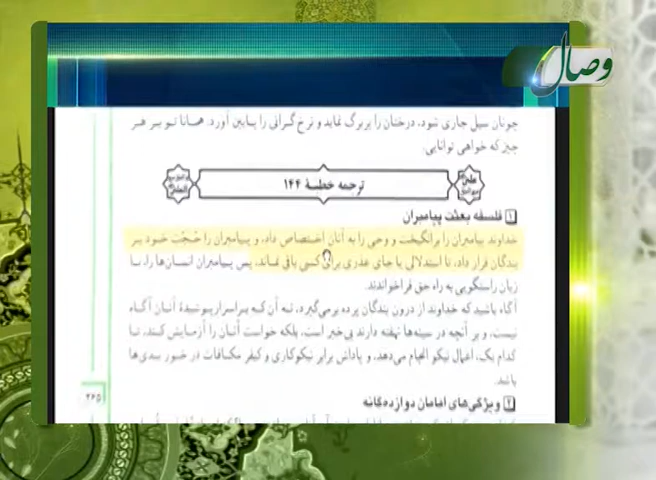 وصال
چونان سیل جاری شود، درختان را پربرگ نماید و نرخ گرانی را پایین آورد، همانا تو بر هر
چیز که خواهی توانایی.
ترجمه خطبهٔ ۱۴۴
۱ فلسفه بعثت پیامبران
خداوند پیامبران را برانگیخت و وحی را به آنان اختصاص داد، و پیامبران را حجّت خود بر
بندگان قرار داد، تا استدلالی یا جای عذری برای کسی باقی نماند، پس پیامبران انسان‌ها را، با
زبان راستگویی به راه حق فراخواندند.
آگاه باشید که خداوند از درون بندگان پرده برمی‌گیرد، نه آن که بر اسرار پوشیدهٔ آنان آگاه
نیست، و بر آنچه در سینه‌ها نهفته دارند بی‌خبر است، بلکه خواست آنان را آزمایش کند، تا
کدام یک، اعمال نیکو انجام می‌دهد، و پاداش برابر نیکوکاری و کیفر مکافات در خور بدی‌ها
باشد.
۲ ویژگی‌های امامان دوازده‌گانه
۲۶۵